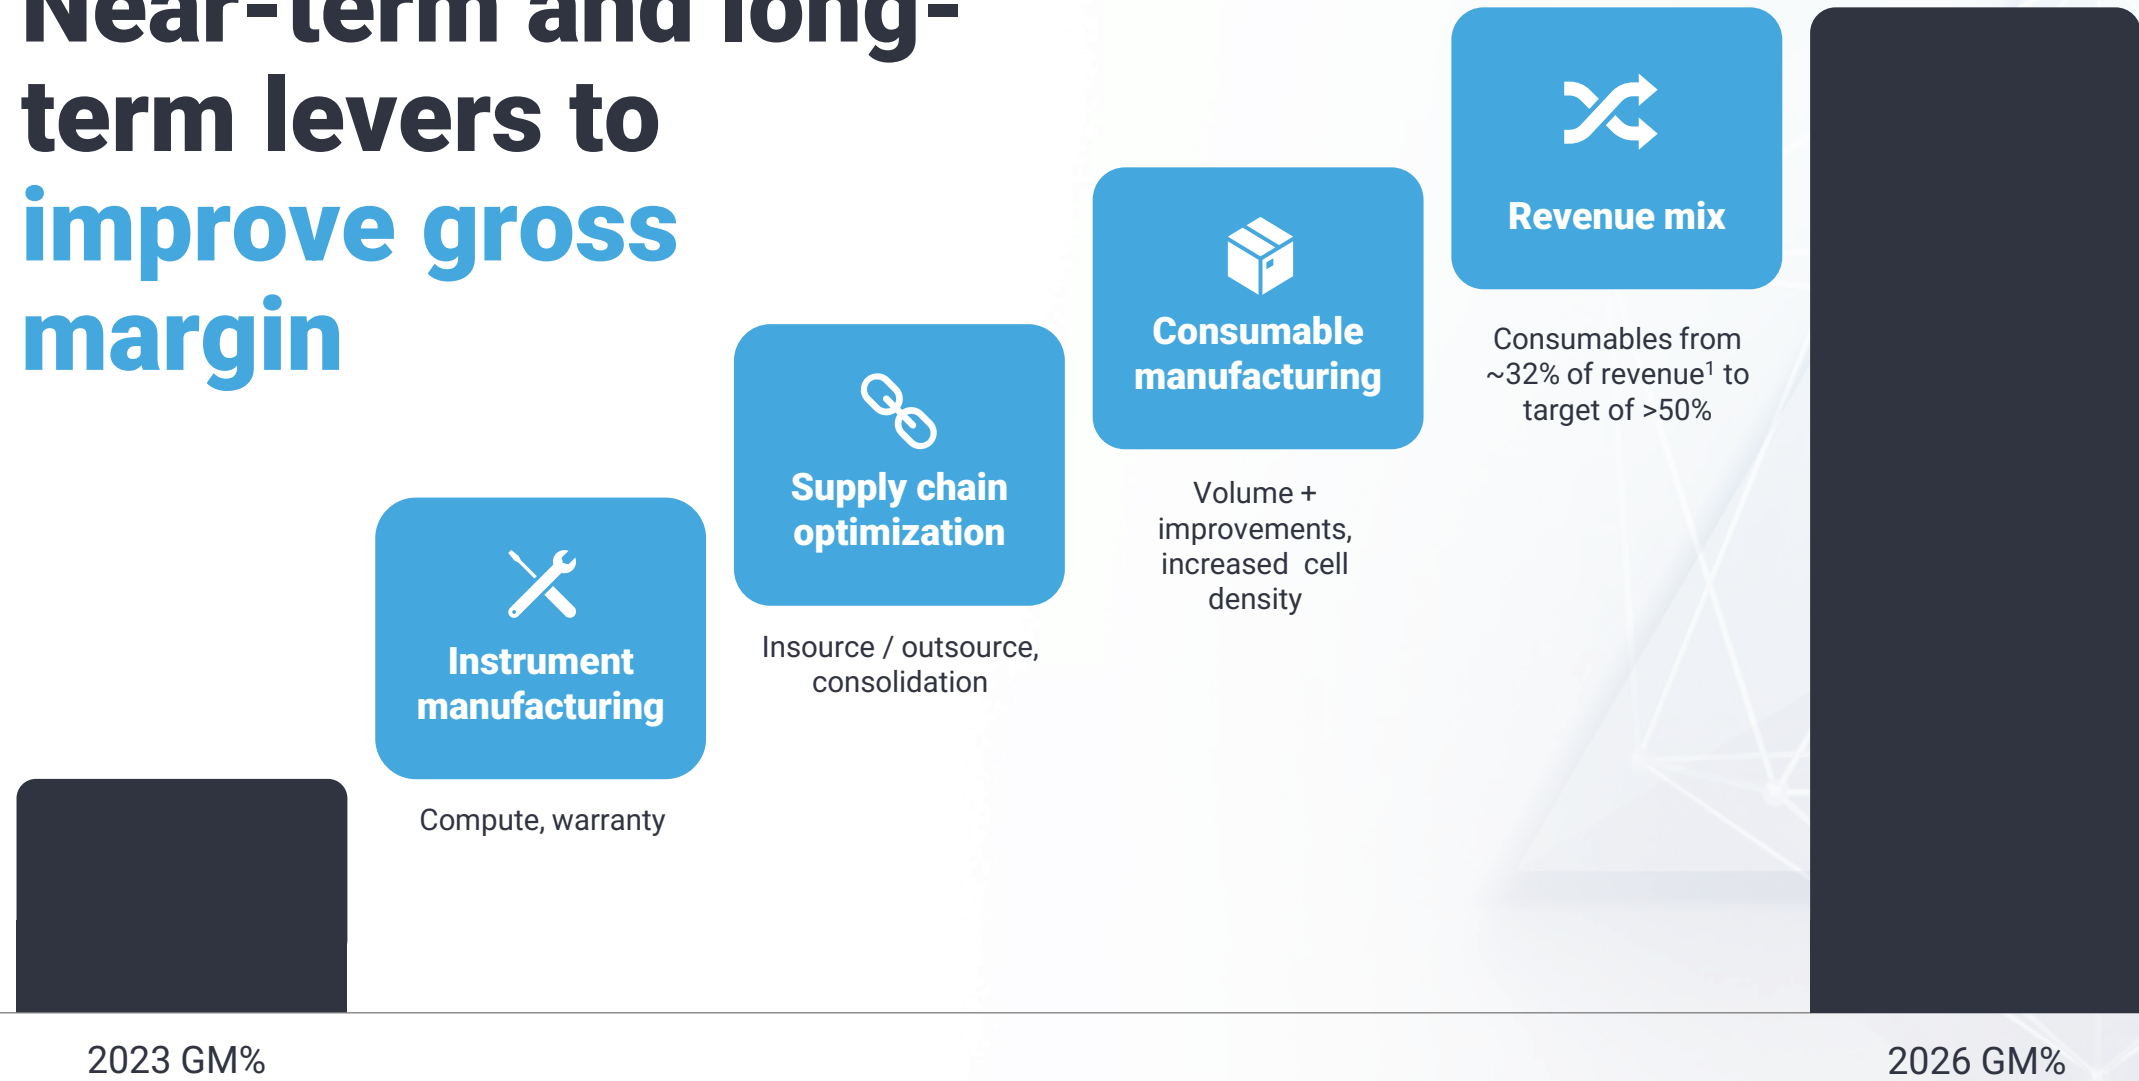 Near-term and long-
term levers to
improve gross
margin
Instrument
manufacturing
Compute, warranty
Supply chain
optimization
Insource / outsource,
consolidation
Consumable
manufacturing
Volume +
improvements,
increased cell
density
Revenue mix
Consumables from
~32% of revenue¹ to
target of >50%
2023 GM%
2026 GM%